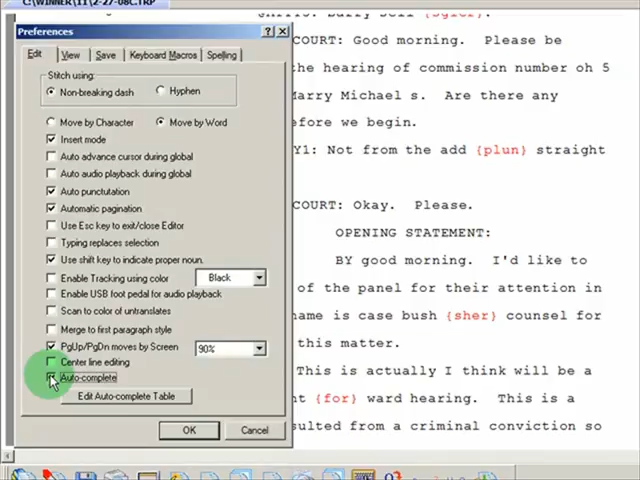 C:\WINNER\11\2-27-08C.TRP
Preferences
Edit View Save Keyboard Macros Spelling
Stitch using:
Non-breaking dash Hyphen
Move by Character Move by Word
Insert mode
Auto advance cursor during global
Auto audio playback during global
Auto punctutation
Automatic pagination
Use Esc key to exit/close Editor
Typing replaces selection
Use shift key to indicate proper noun.
Enable Tracking using color Black
Enable USB foot pedal for audio playback
Scan to color of untranslates
Merge to first paragraph style
PgUp/PgDn moves by Screen 90%
Center line editing
Auto-complete
Edit Auto-complete Table
OK Cancel
COURT: Good morning. Please be
the hearing of commission number oh 5
Marry Michael s. Are there any
efore we begin.
Y1: Not from the add {plun} straight
COURT: Okay. Please.
OPENING STATEMENT:
BY good morning. I'd like to
of the panel for their attention in
name is case bush {sher} counsel for
this matter.
This is actually I think will be a
nt {for} ward hearing. This is a
sulted from a criminal conviction so